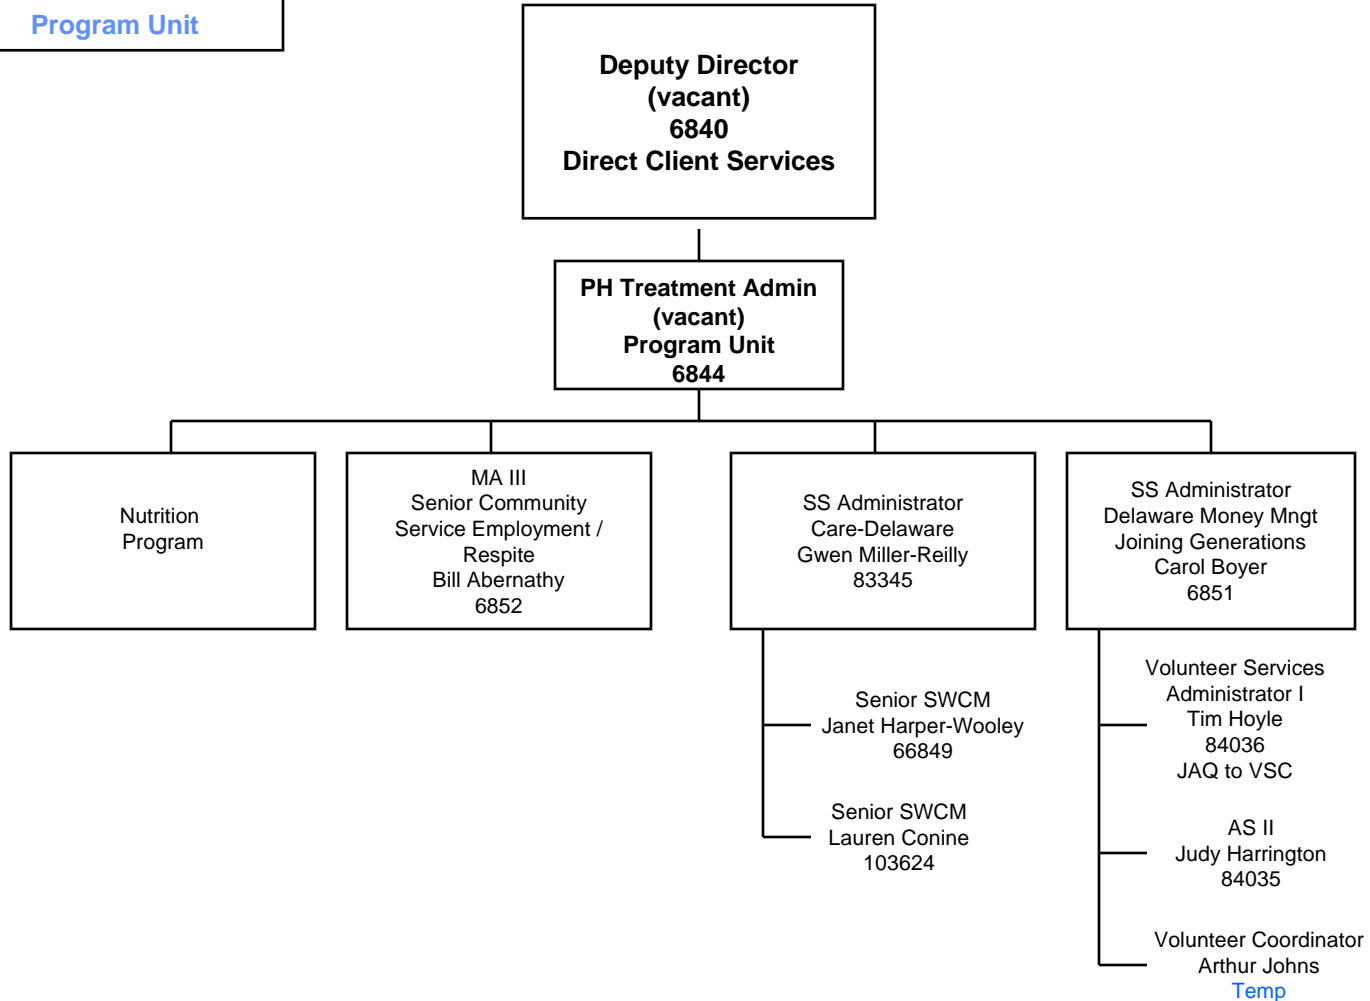 Program Unit
Deputy Director
(vacant)
6840
Direct Client Services
PH Treatment Admin
(vacant)
Program Unit
6844
Nutrition
Program
MA III
Senior Community
Service Employment /
Respite
Bill Abernathy
6852
SS Administrator
Care-Delaware
Gwen Miller-Reilly
83345
SS Administrator
Delaware Money Mngt
Joining Generations
Carol Boyer
6851
Senior SWCM
Janet Harper-Wooley
66849
Senior SWCM
Lauren Conine
103624
Volunteer Services
Administrator I
Tim Hoyle
84036
JAQ to VSC
AS II
Judy Harrington
84035
Volunteer Coordinator
Arthur Johns
Temp